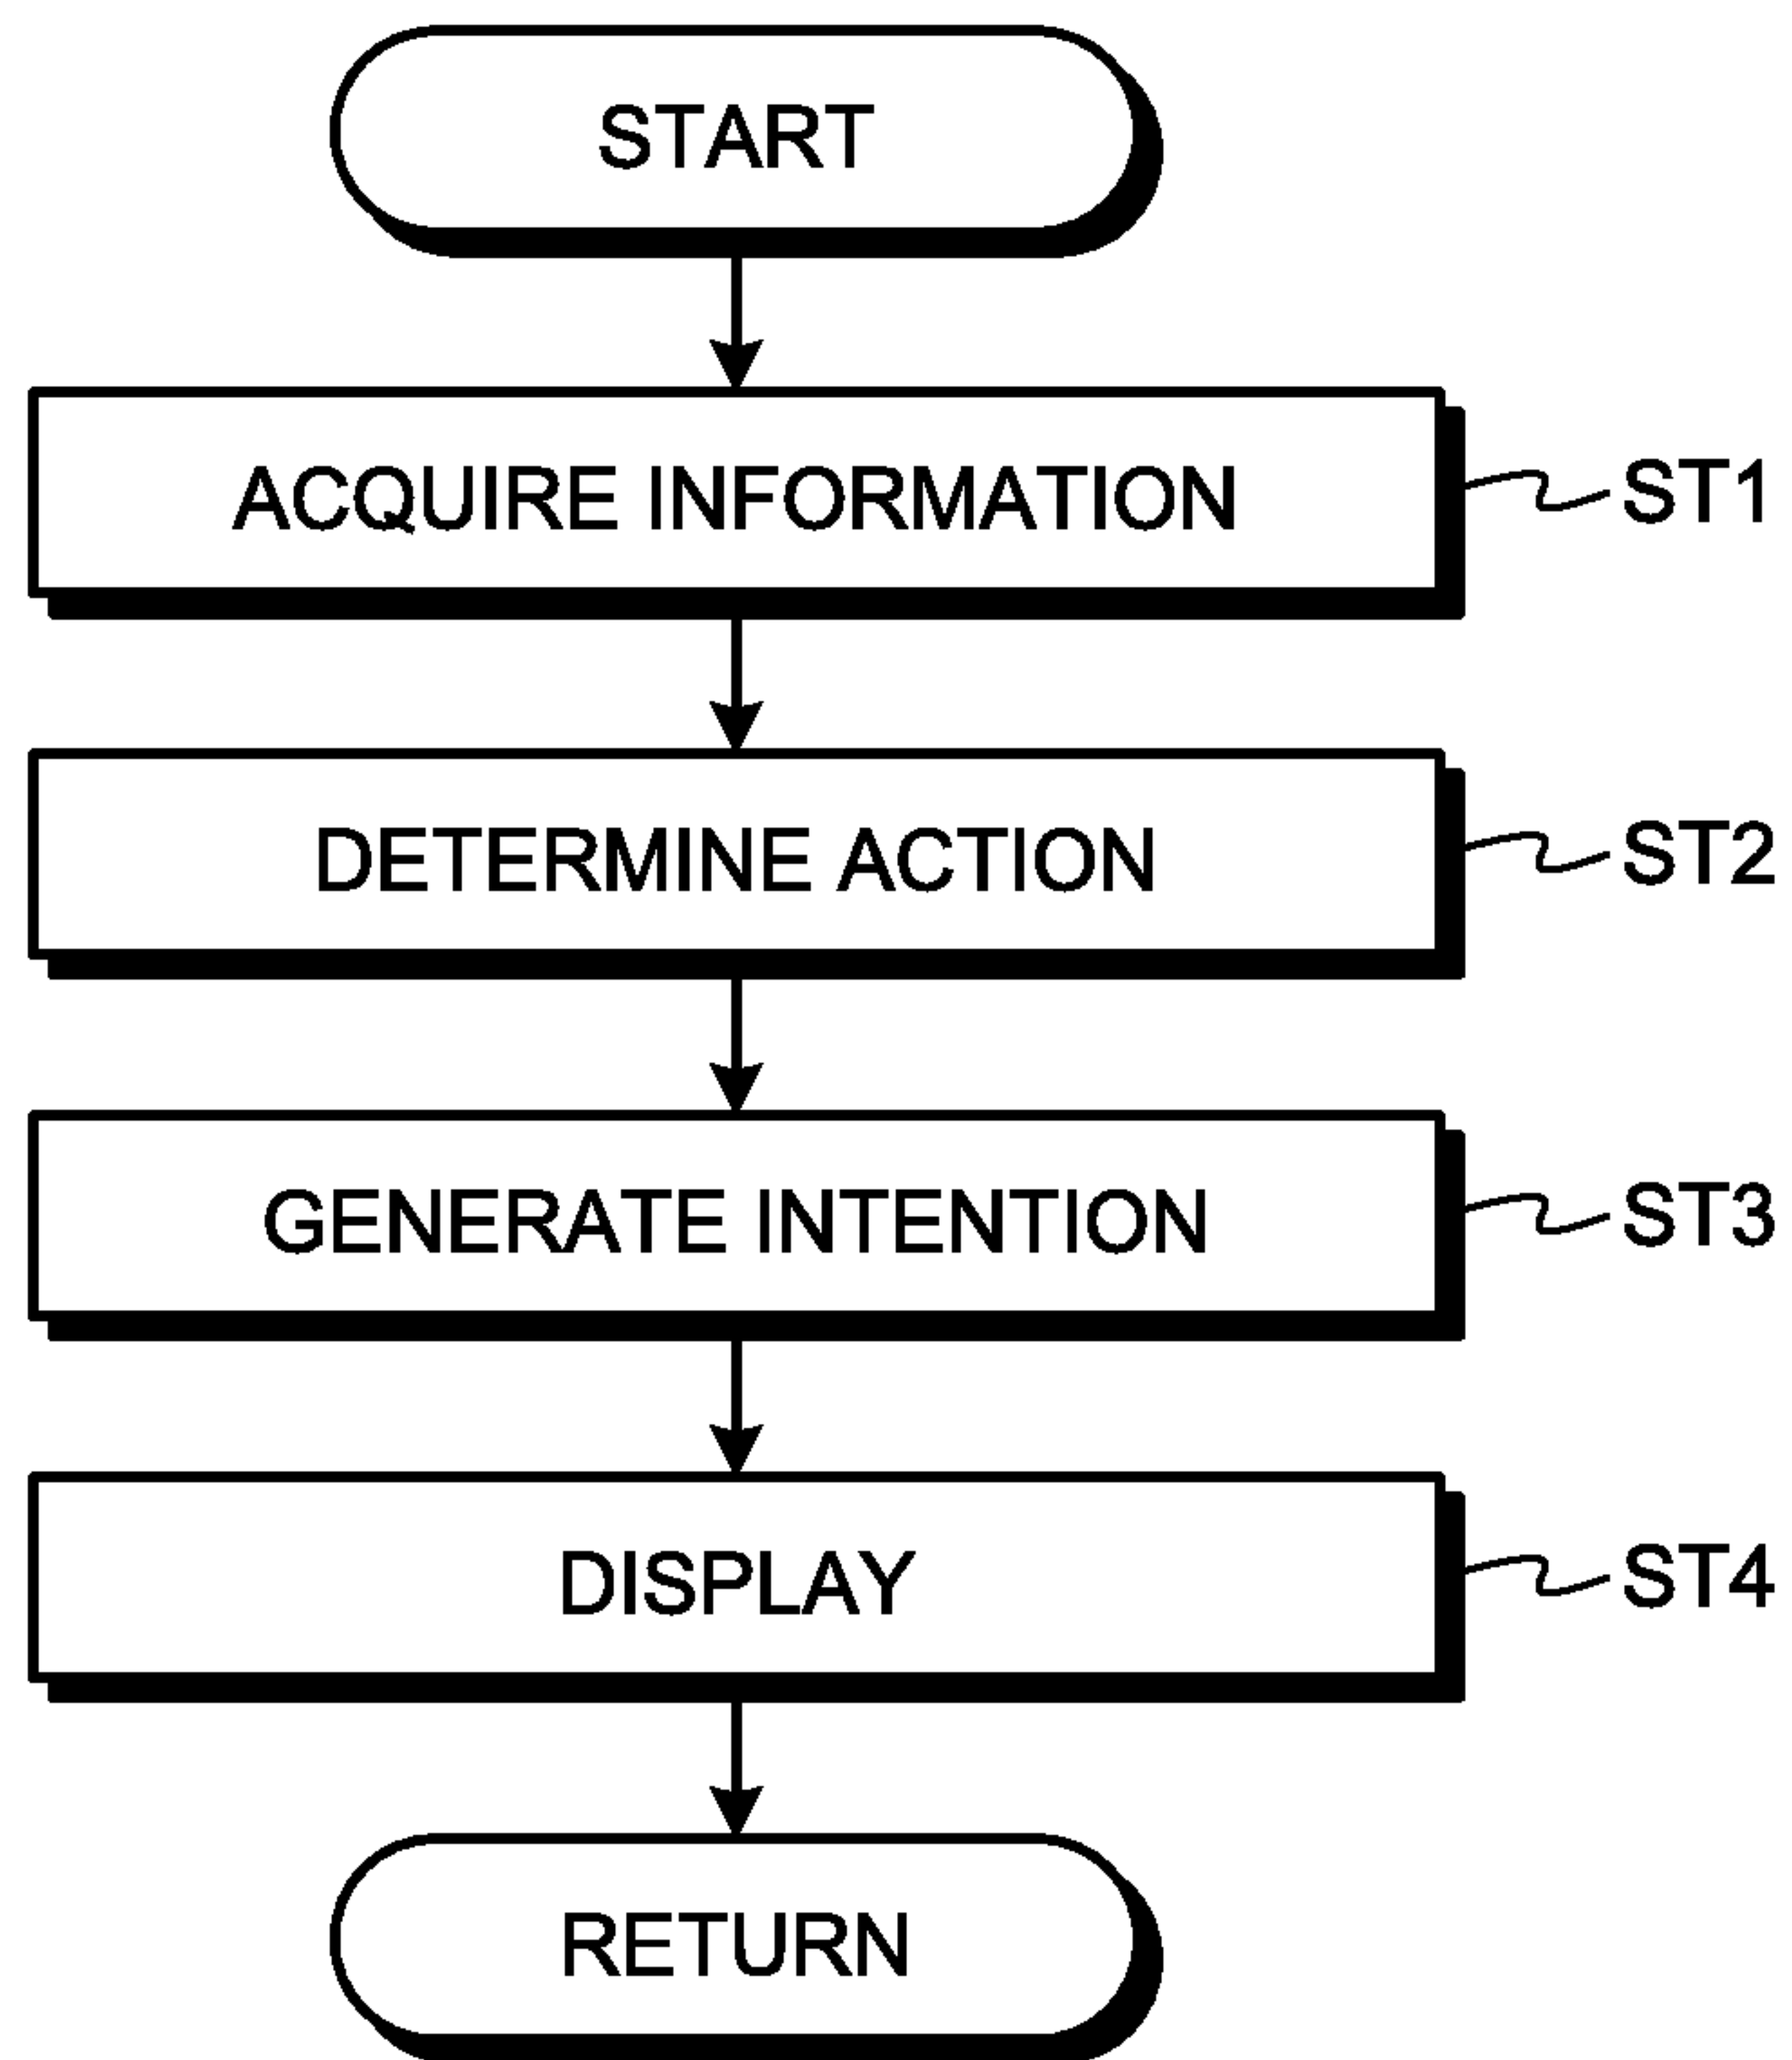 START
ACQUIRE INFORMATION
ST1
DETERMINE ACTION
ST2
GENERATE INTENTION
ST3
DISPLAY
ST4
RETURN